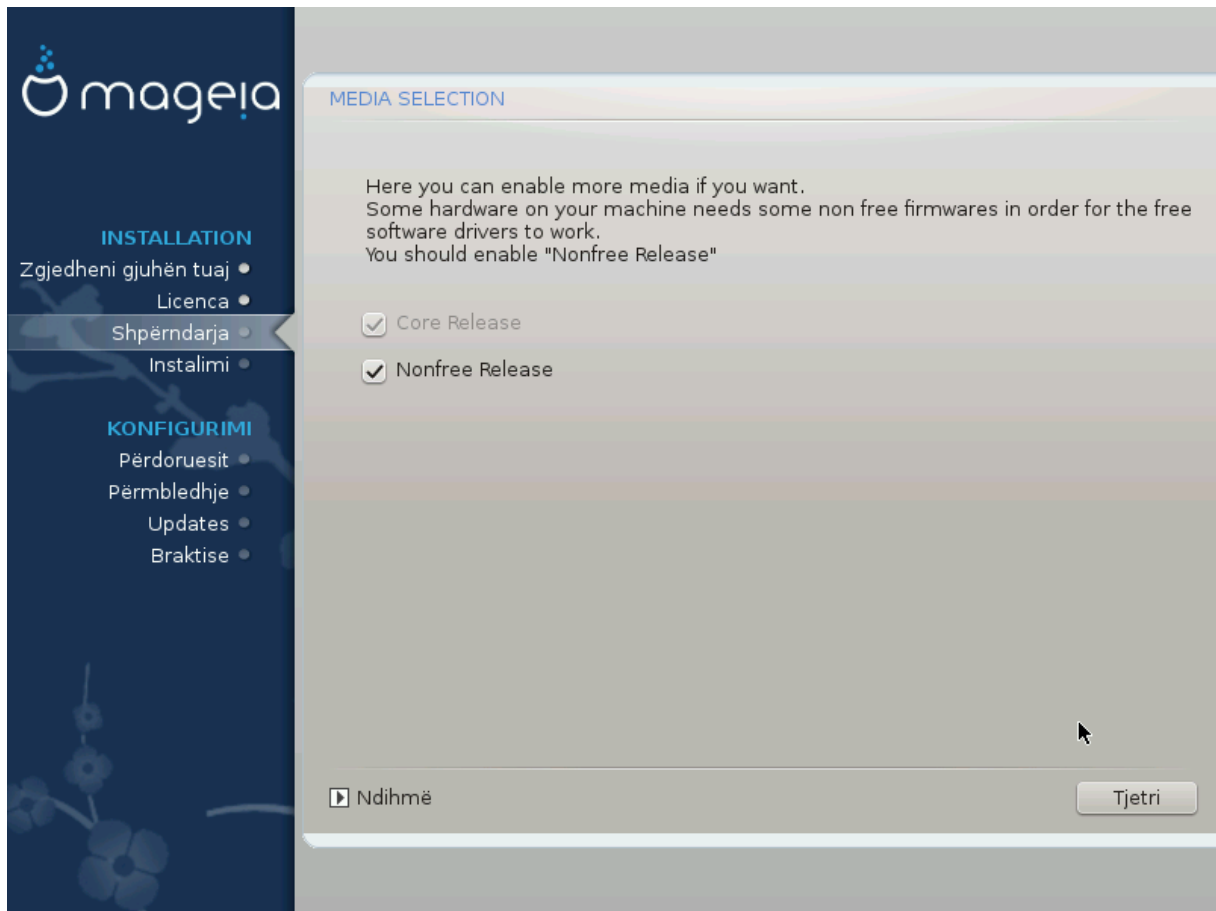 mageia
INSTALLATION
Zgjedheni gjuhën tuaj
Licenca
Shpërndarja
Instalimi
KONFIGURIMI
Përdoruesit
Përmbledhje
Updates
Braktise
MEDIA SELECTION
Here you can enable more media if you want.
Some hardware on your machine needs some non free firmwares in order for the free
software drivers to work.
You should enable "Nonfree Release"
Core Release
Nonfree Release
Ndihmë
Tjetri